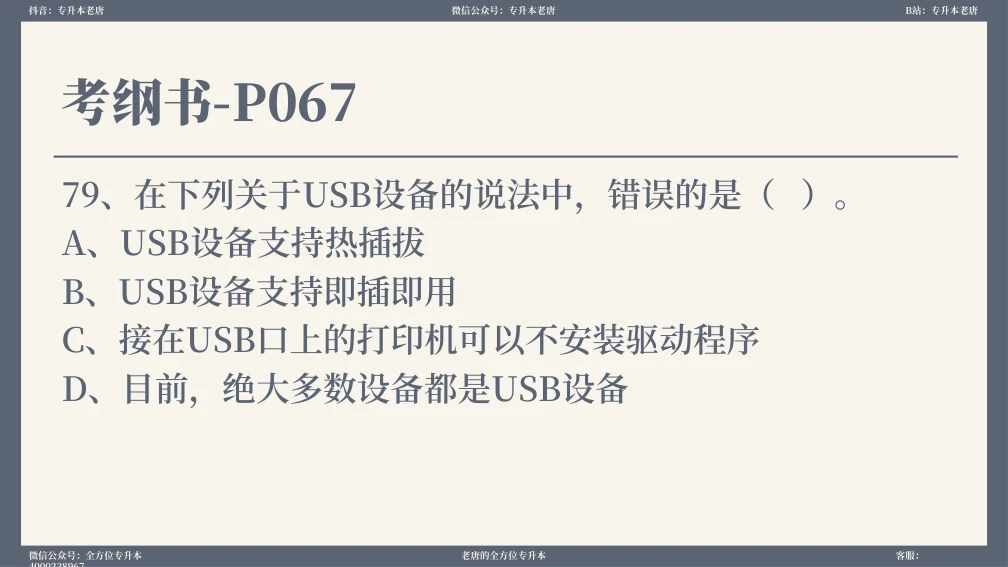 抖音：专升本老唐
微信公众号：专升本老唐
B站：专升本老唐
考纲书-P067
79、在下列关于USB设备的说法中，错误的是（  ）。
A、USB设备支持热插拔
B、USB设备支持即插即用
C、接在USB口上的打印机可以不安装驱动程序
D、目前，绝大多数设备都是USB设备
微信公众号：全方位专升本
老唐的全方位专升本
客服：
4000238967